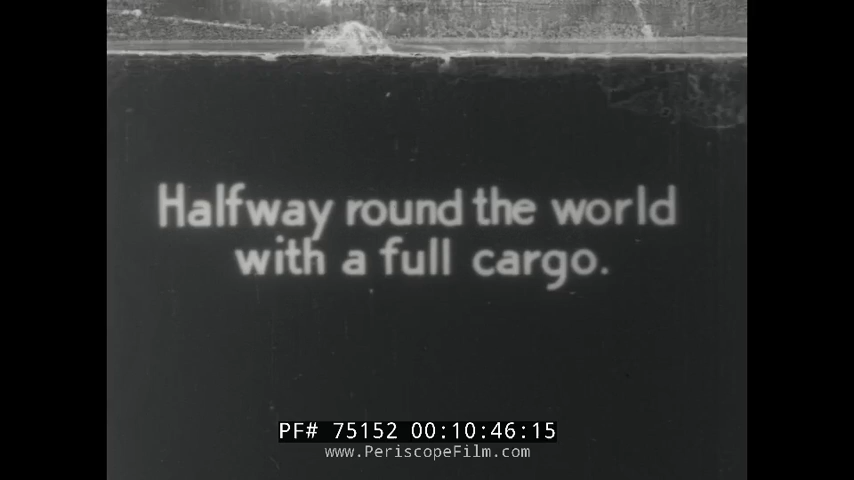 Halfway round the world
with a full cargo.
PF# 75152 00:10:46:15
www.PeriscopeFilm.com